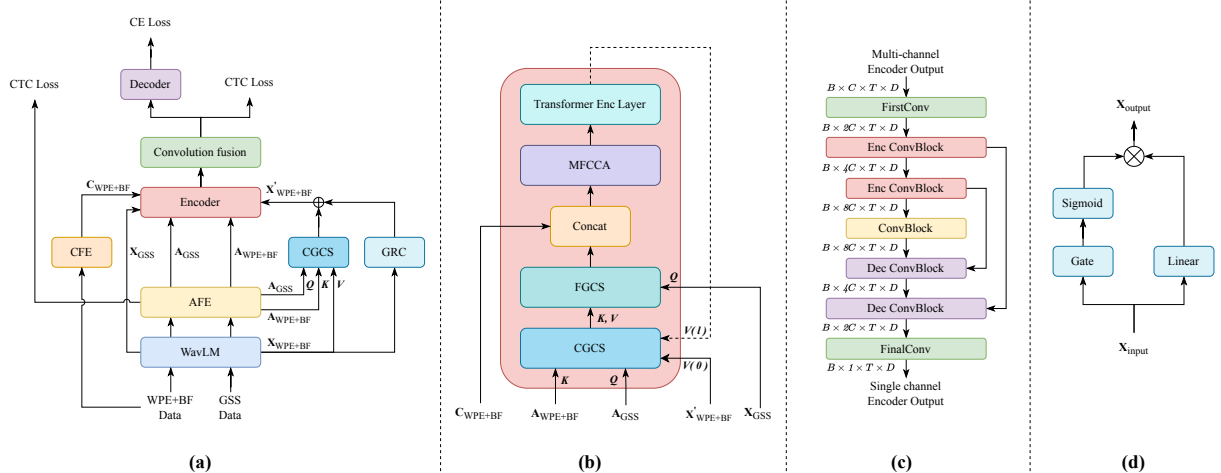 CE Loss
CTC Loss
CTC Loss
Decoder
Convolution fusion
C_WPE+BF
X'_WPE+BF
Encoder
CFE
X_GSS
A_GSS
A_WPE+BF
CGCS
GRC
A_GSS
Q K V
AFE
A_WPE+BF
X_WPE+BF
WavLM
WPE+BF Data
GSS Data
(a)
Transformer Enc Layer
MFCCA
Concat
FGCS
Q
K, V
V(l)
CGCS
V(0)
K
Q
C_WPE+BF
A_WPE+BF
A_GSS
X'_WPE+BF
X_GSS
(b)
Multi-channel
Encoder Output
B × C × T × D
FirstConv
B × 2C × T × D
Enc ConvBlock
B × 4C × T × D
Enc ConvBlock
B × 8C × T × D
ConvBlock
B × 8C × T × D
Dec ConvBlock
B × 4C × T × D
Dec ConvBlock
B × 2C × T × D
FinalConv
B × 1 × T × D
Single channel
Encoder Output
(c)
X_output
Sigmoid
Gate
Linear
X_input
(d)